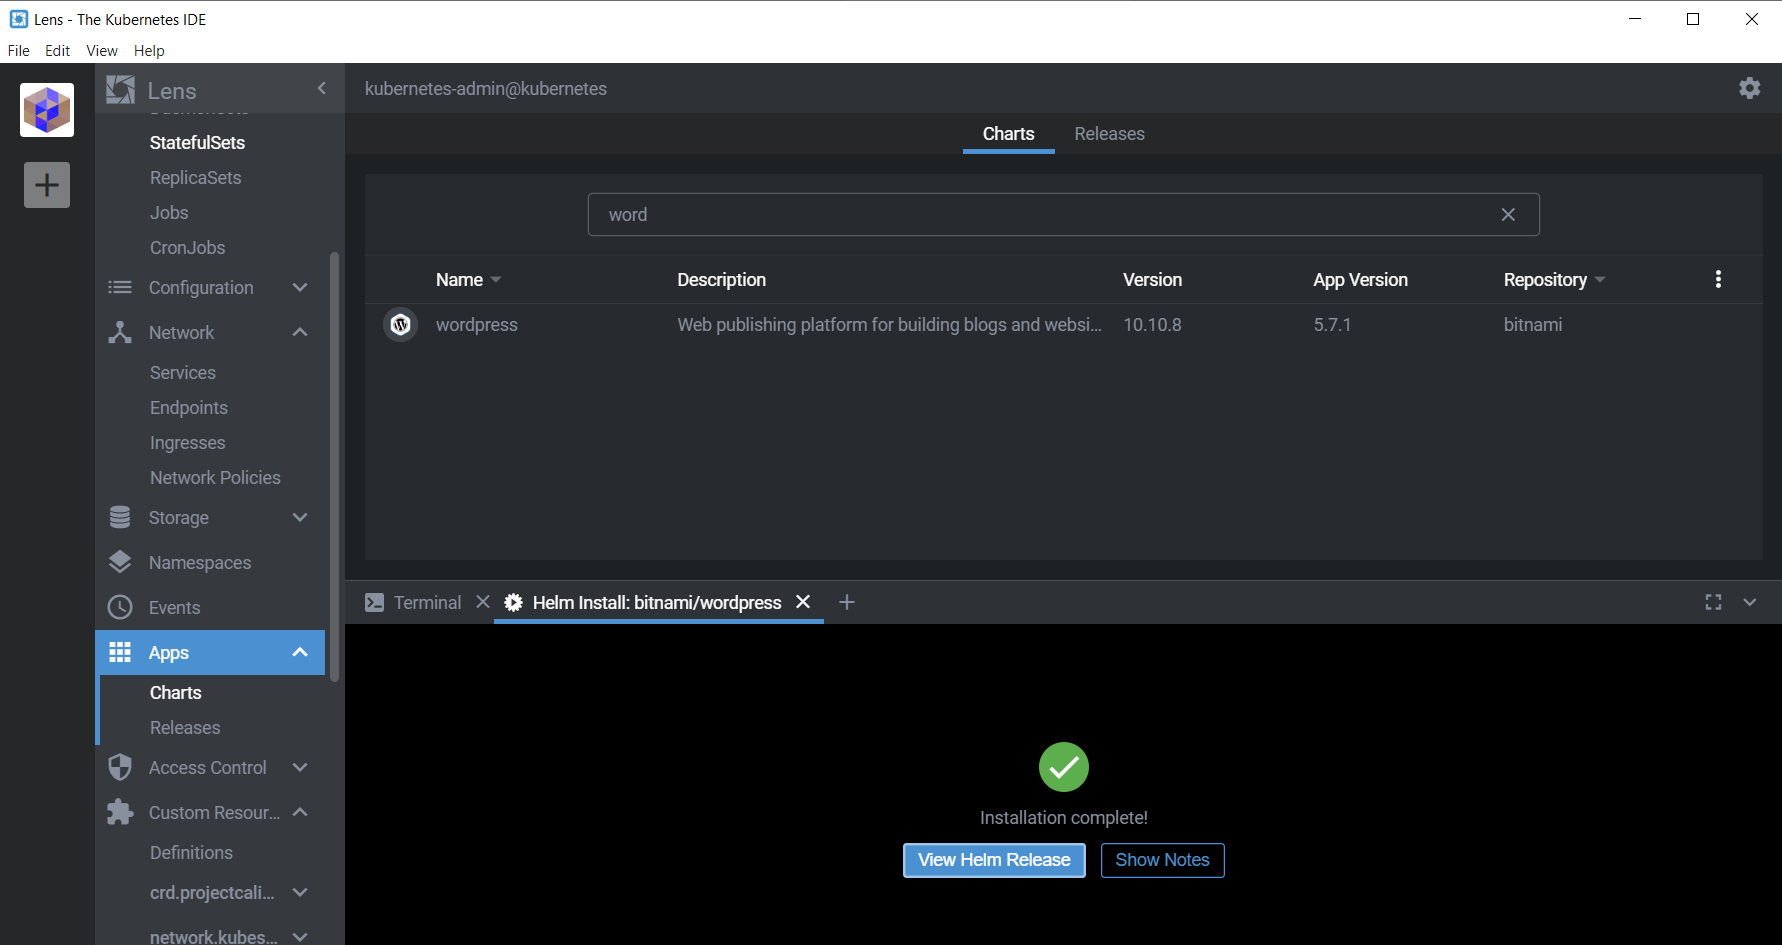 Lens - The Kubernetes IDE
File Edit View Help
Lens
kubernetes-admin@kubernetes
StatefulSets
ReplicaSets
Jobs
CronJobs
Configuration
Network
Services
Endpoints
Ingresses
Network Policies
Storage
Namespaces
Events
Apps
Charts
Releases
Access Control
Custom Resour...
Definitions
crd.projectcali...
network.kubes...
Charts Releases
word
Name Description Version App Version Repository
wordpress Web publishing platform for building blogs and websi... 10.10.8 5.7.1 bitnami
Terminal Helm Install: bitnami/wordpress
Installation complete!
View Helm Release Show Notes